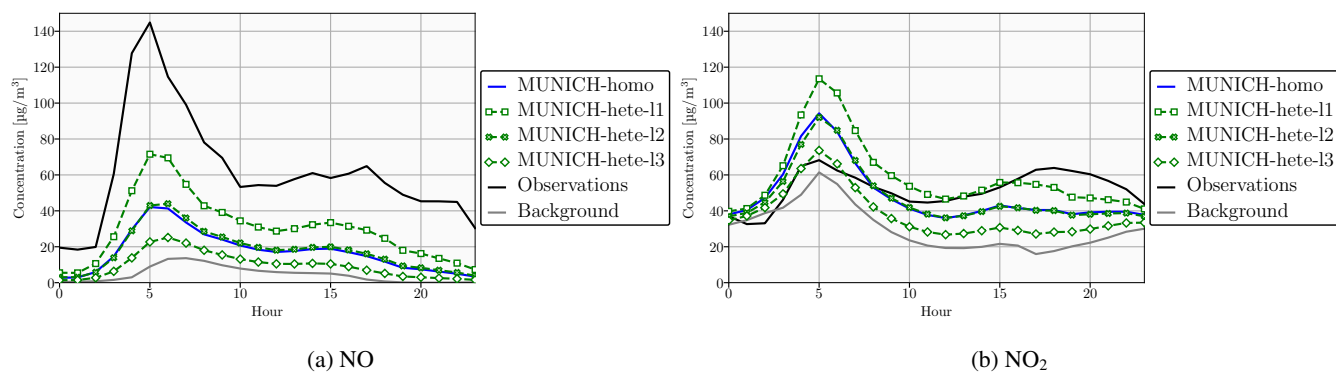 140
120
100
80
60
40
20
0
Concentration [µg/m³]
0 5 10 15 20
Hour
MUNICH-homo
MUNICH-hete-l1
MUNICH-hete-l2
MUNICH-hete-l3
Observations
Background
(a) NO
140
120
100
80
60
40
20
0
Concentration [µg/m³]
0 5 10 15 20
Hour
MUNICH-homo
MUNICH-hete-l1
MUNICH-hete-l2
MUNICH-hete-l3
Observations
Background
(b) NO₂